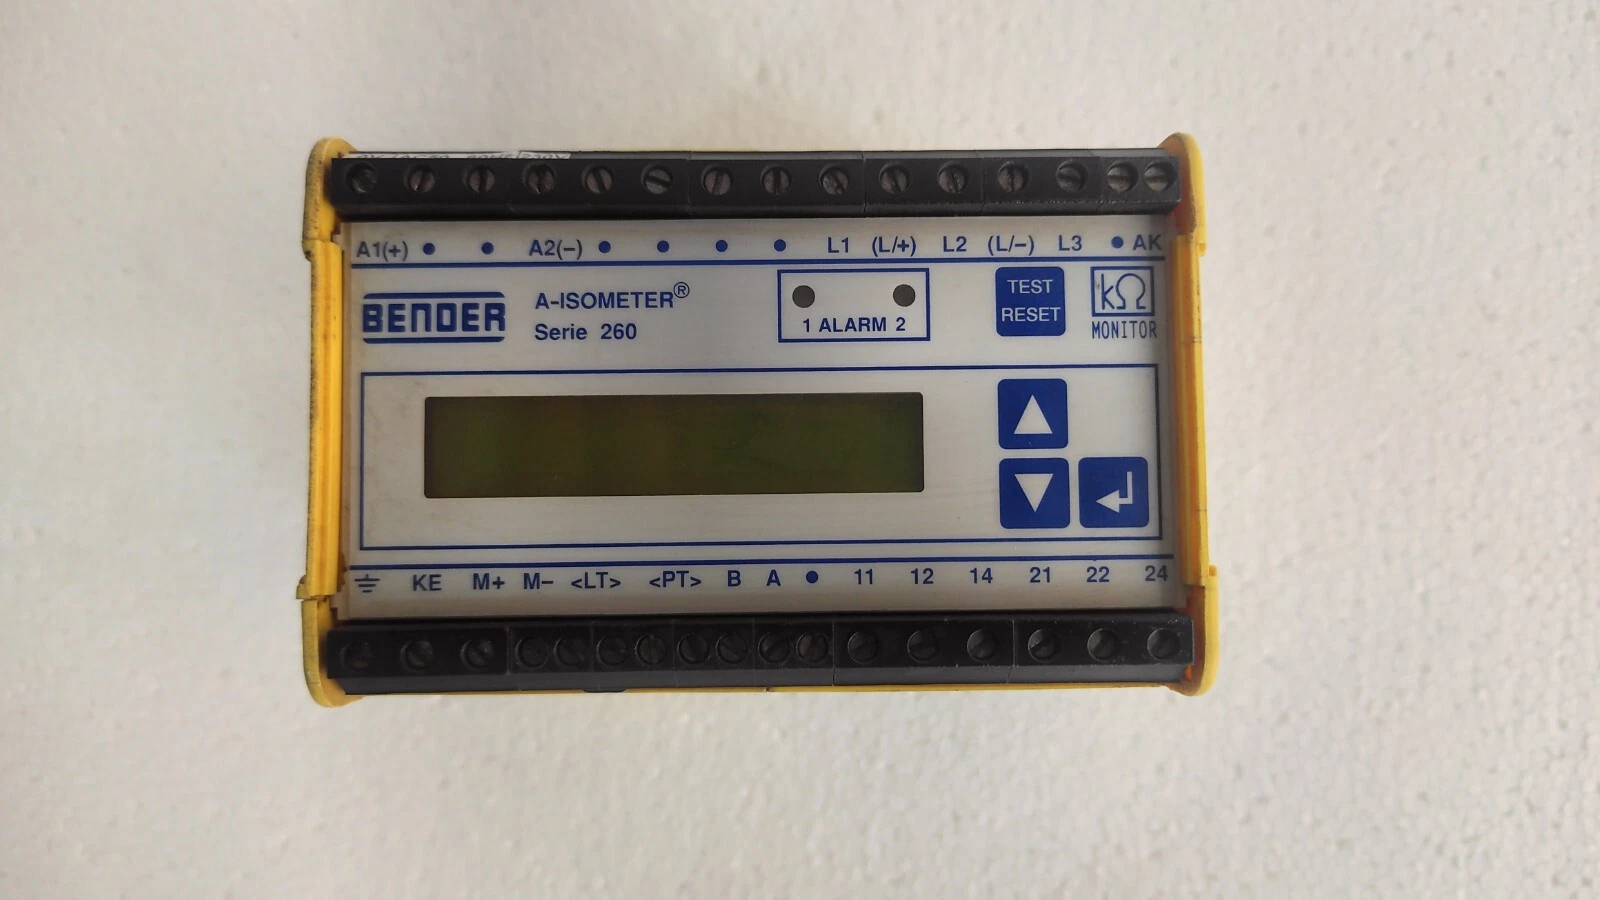 A1(+) • • A2(–) • • • • L1 (L/+) L2 (L/–) L3 • AK
BENDER
A-ISOMETER®
Serie 260
1 ALARM 2
TEST
RESET
kΩ
MONITOR
KE M+ M– <LT> <PT> B A • 11 12 14 21 22 24